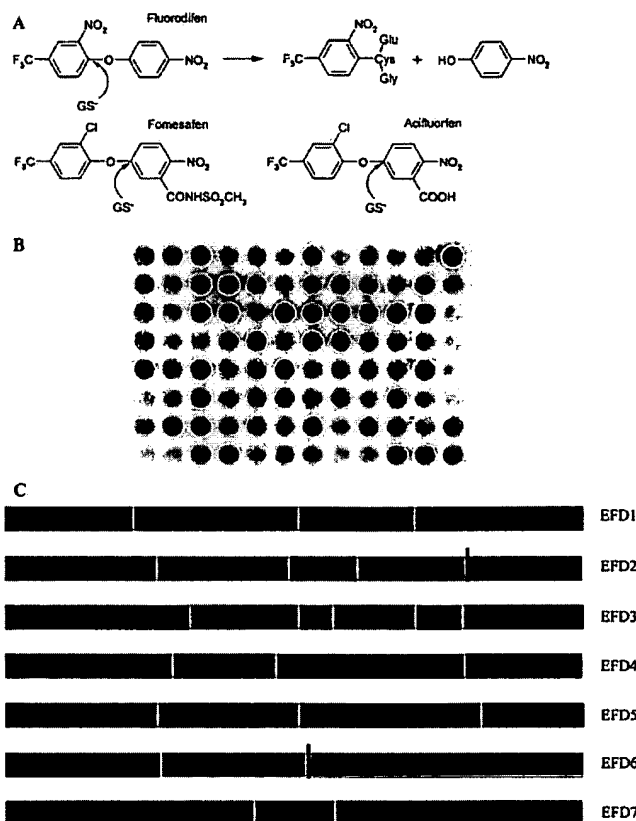 A
NO₂
Fluorodifen
F₃C
O
NO₂
GS⁻
NO₂
Glu
F₃C
Cys
Gly
+
HO
NO₂
Fomesafen
Cl
F₃C
O
NO₂
CONHSO₂CH₃
GS⁻
Acifluorfen
Cl
F₃C
O
NO₂
COOH
GS⁻
B
C
EFD1
EFD2
EFD3
EFD4
EFD5
EFD6
EFD7